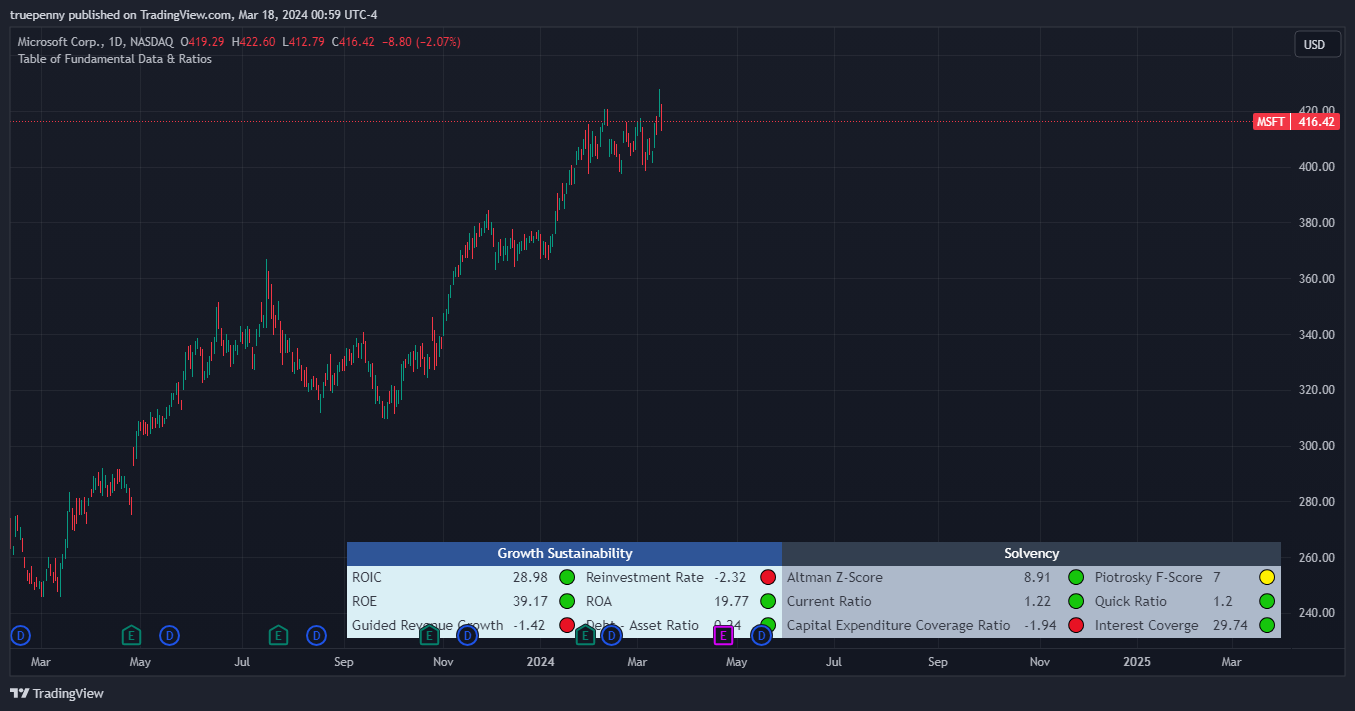 truepenny published on TradingView.com, Mar 18, 2024 00:59 UTC-4
Microsoft Corp., 1D, NASDAQ O419.29 H422.60 L412.79 C416.42 −8.80 (−2.07%)
USD
Table of Fundamental Data & Ratios
420.00
MSFT 416.42
400.00
380.00
360.00
340.00
320.00
300.00
280.00
260.00
240.00
Growth Sustainability Solvency
ROIC 28.98 Reinvestment Rate -2.32 Altman Z-Score 8.91 Piotrosky F-Score 7
ROE 39.17 ROA 19.77 Current Ratio 1.22 Quick Ratio 1.2
Guided Revenue Growth -1.42 Debt - Asset Ratio 0.24 Capital Expenditure Coverage Ratio -1.94 Interest Coverge 29.74
D E D E D E D E D E D
Mar May Jul Sep Nov 2024 Mar May Jul Sep Nov 2025 Mar
TradingView